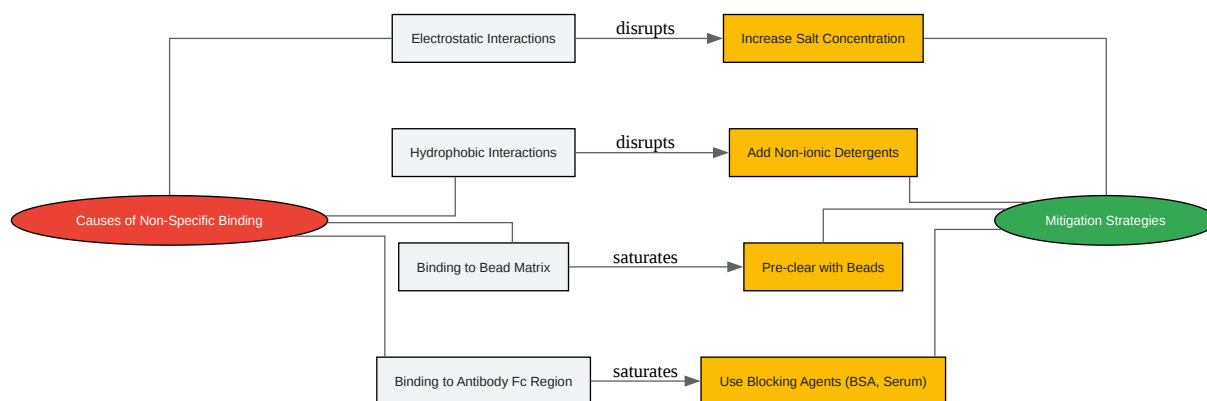 Electrostatic Interactions
disrupts
Increase Salt Concentration
Hydrophobic Interactions
disrupts
Add Non-ionic Detergents
Causes of Non-Specific Binding
Mitigation Strategies
Binding to Bead Matrix
saturates
Pre-clear with Beads
Binding to Antibody Fc Region
saturates
Use Blocking Agents (BSA, Serum)